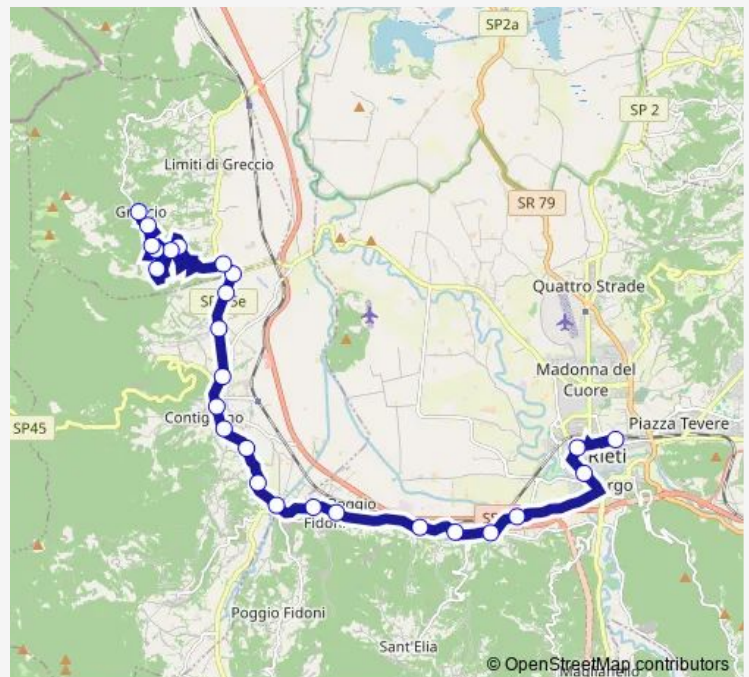 SP2a
SP 2
Limiti di Greccio
Greccio
SR 79
Quattro Strade
Madonna del
Cuore
SP45
Piazza Tevere
Rieti
Poggio Fidoni
Sant'Elia
© OpenStreetMap contributors